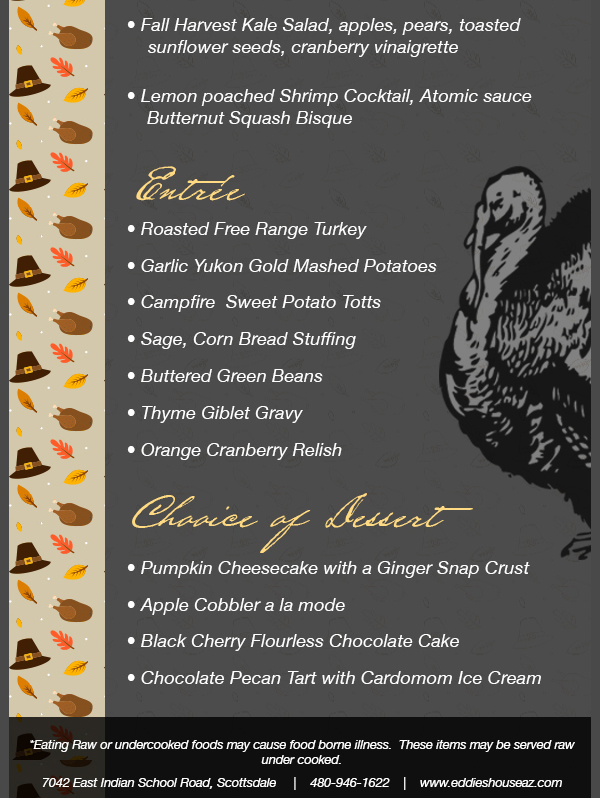 • Fall Harvest Kale Salad, apples, pears, toasted
sunflower seeds, cranberry vinaigrette
• Lemon poached Shrimp Cocktail, Atomic sauce
Butternut Squash Bisque
Entrée
• Roasted Free Range Turkey
• Garlic Yukon Gold Mashed Potatoes
• Campfire Sweet Potato Totts
• Sage, Corn Bread Stuffing
• Buttered Green Beans
• Thyme Giblet Gravy
• Orange Cranberry Relish
Chooice of Dessert
• Pumpkin Cheesecake with a Ginger Snap Crust
• Apple Cobbler a la mode
• Black Cherry Flourless Chocolate Cake
• Chocolate Pecan Tart with Cardomom Ice Cream
*Eating Raw or undercooked foods may cause food borne illness. These items may be served raw
under cooked.
7042 East Indian School Road, Scottsdale | 480-946-1622 | www.eddieshouseaz.com